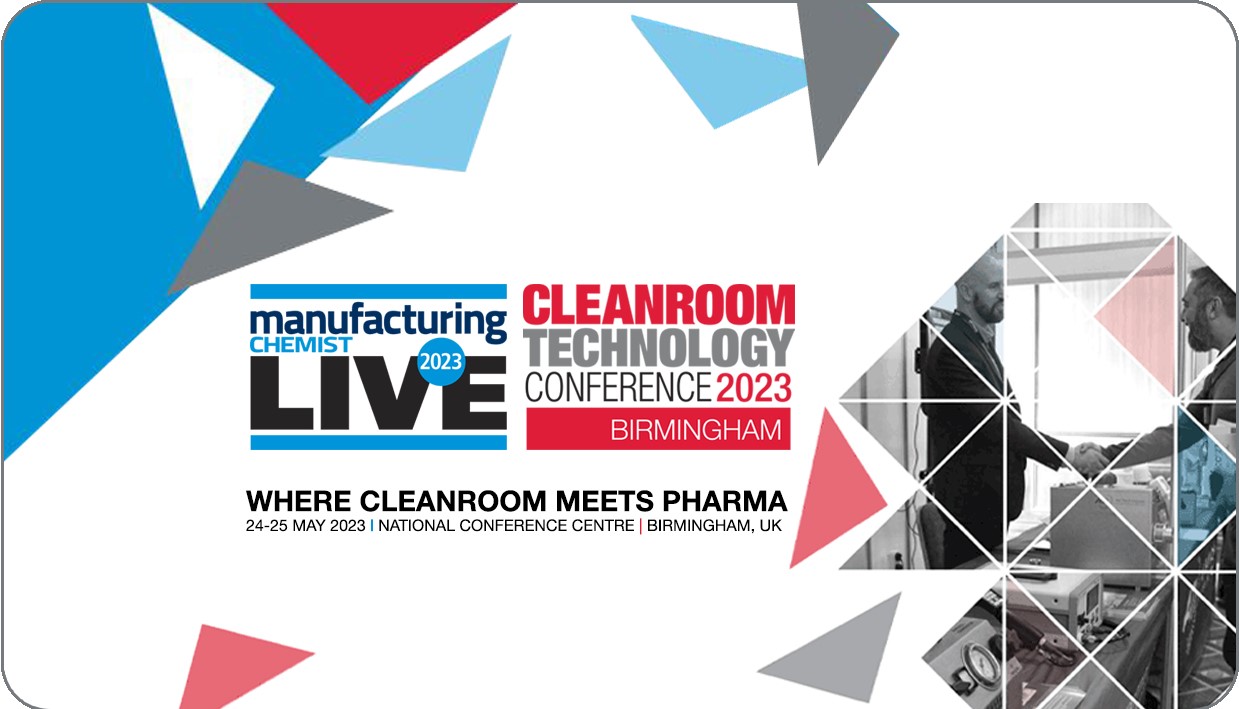 manufacturing
CHEMIST
LIVE
2023
CLEANROOM
TECHNOLOGY
CONFERENCE 2023
BIRMINGHAM
WHERE CLEANROOM MEETS PHARMA
24-25 MAY 2023 | NATIONAL CONFERENCE CENTRE | BIRMINGHAM, UK